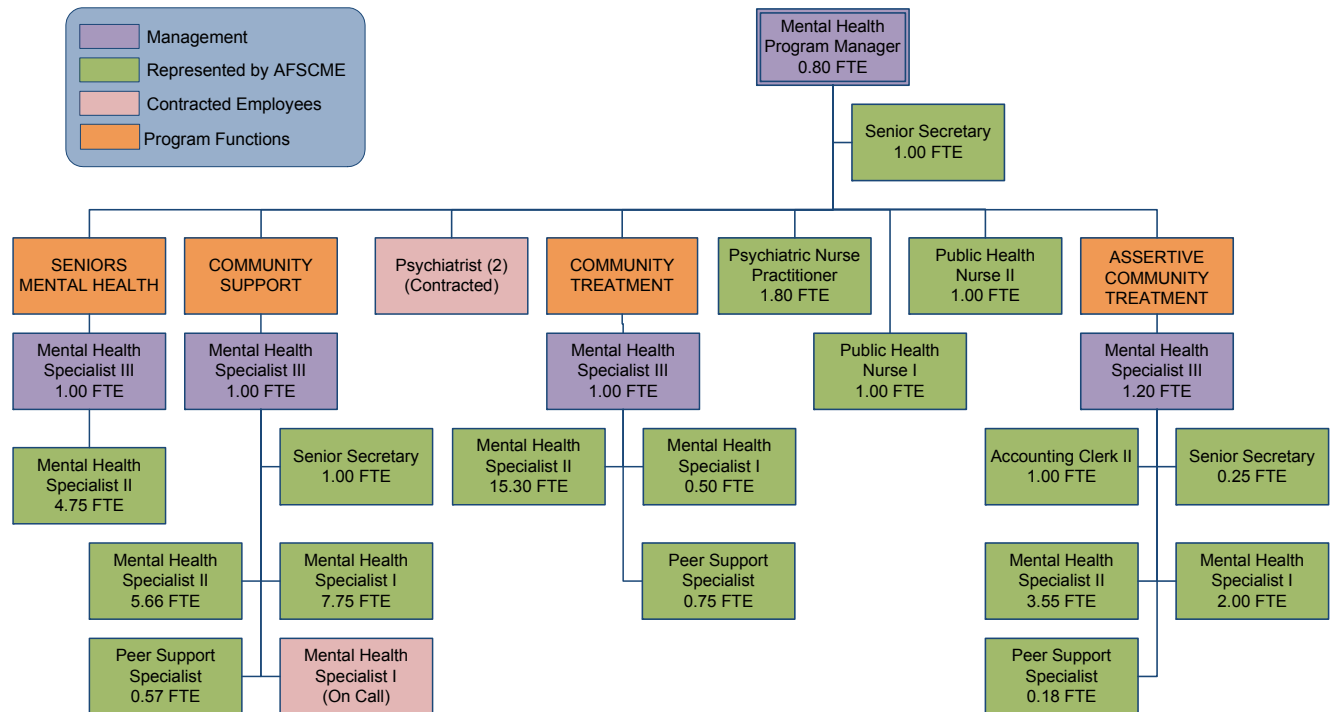 Management
Represented by AFSCME
Contracted Employees
Program Functions
Mental Health
Program Manager
0.80 FTE
Senior Secretary
1.00 FTE
SENIORS
MENTAL HEALTH
COMMUNITY
SUPPORT
Psychiatrist (2)
(Contracted)
COMMUNITY
TREATMENT
Psychiatric Nurse
Practitioner
1.80 FTE
Public Health
Nurse II
1.00 FTE
ASSERTIVE
COMMUNITY
TREATMENT
Mental Health
Specialist III
1.00 FTE
Mental Health
Specialist III
1.00 FTE
Mental Health
Specialist III
1.00 FTE
Public Health
Nurse I
1.00 FTE
Mental Health
Specialist III
1.20 FTE
Mental Health
Specialist II
4.75 FTE
Senior Secretary
1.00 FTE
Mental Health
Specialist II
15.30 FTE
Mental Health
Specialist I
0.50 FTE
Accounting Clerk II
1.00 FTE
Senior Secretary
0.25 FTE
Mental Health
Specialist II
5.66 FTE
Mental Health
Specialist I
7.75 FTE
Peer Support
Specialist
0.75 FTE
Mental Health
Specialist II
3.55 FTE
Mental Health
Specialist I
2.00 FTE
Peer Support
Specialist
0.57 FTE
Mental Health
Specialist I
(On Call)
Peer Support
Specialist
0.18 FTE